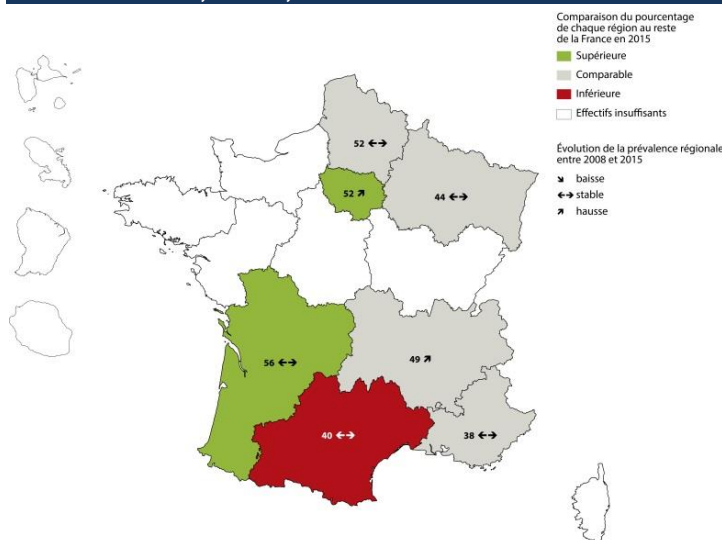 Comparaison du pourcentage
de chaque région au reste
de la France en 2015
Supérieure
Comparable
Inférieure
Effectifs insuffisants
Évolution de la prévalence régionale
entre 2008 et 2015
↘ baisse
↔ stable
↗ hausse
52 ↔
52 ↗
44 ↔
56 ↔
49 ↗
40 ↔
38 ↔